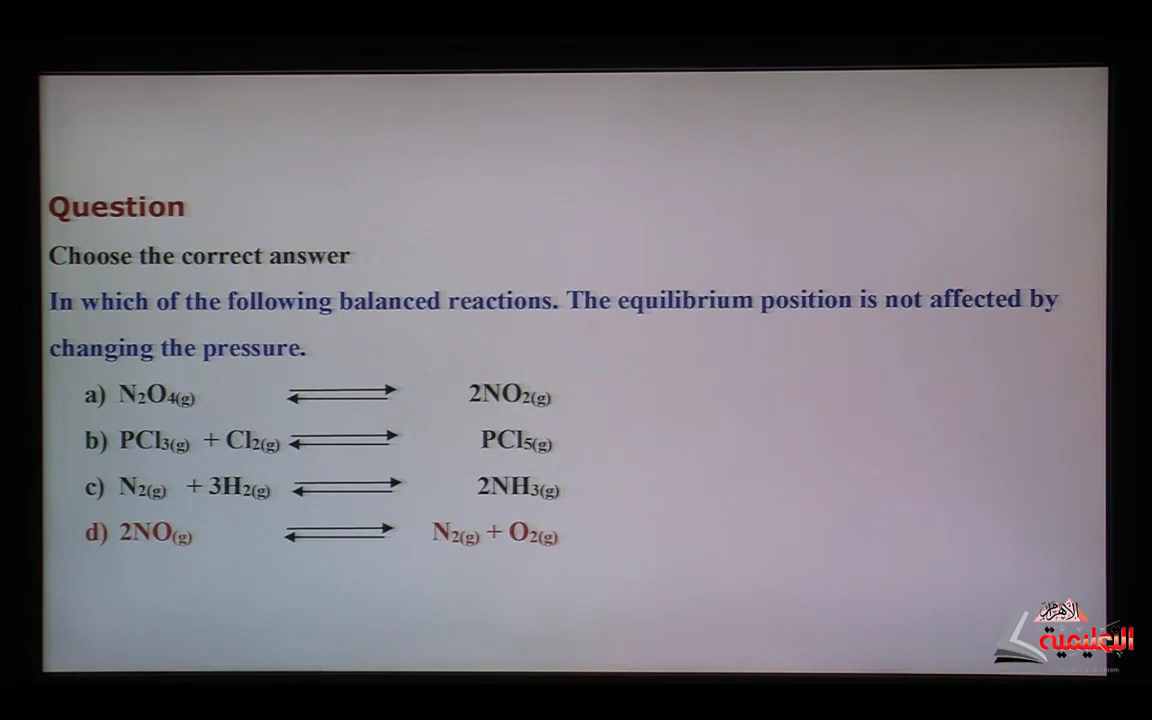 Question
Choose the correct answer
In which of the following balanced reactions. The equilibrium position is not affected by
changing the pressure.
a) N₂O₄(g) ⇌ 2NO₂(g)
b) PCl₃(g) + Cl₂(g) ⇌ PCl₅(g)
c) N₂(g) + 3H₂(g) ⇌ 2NH₃(g)
d) 2NO(g) ⇌ N₂(g) + O₂(g)
الأهرام
التعليمية